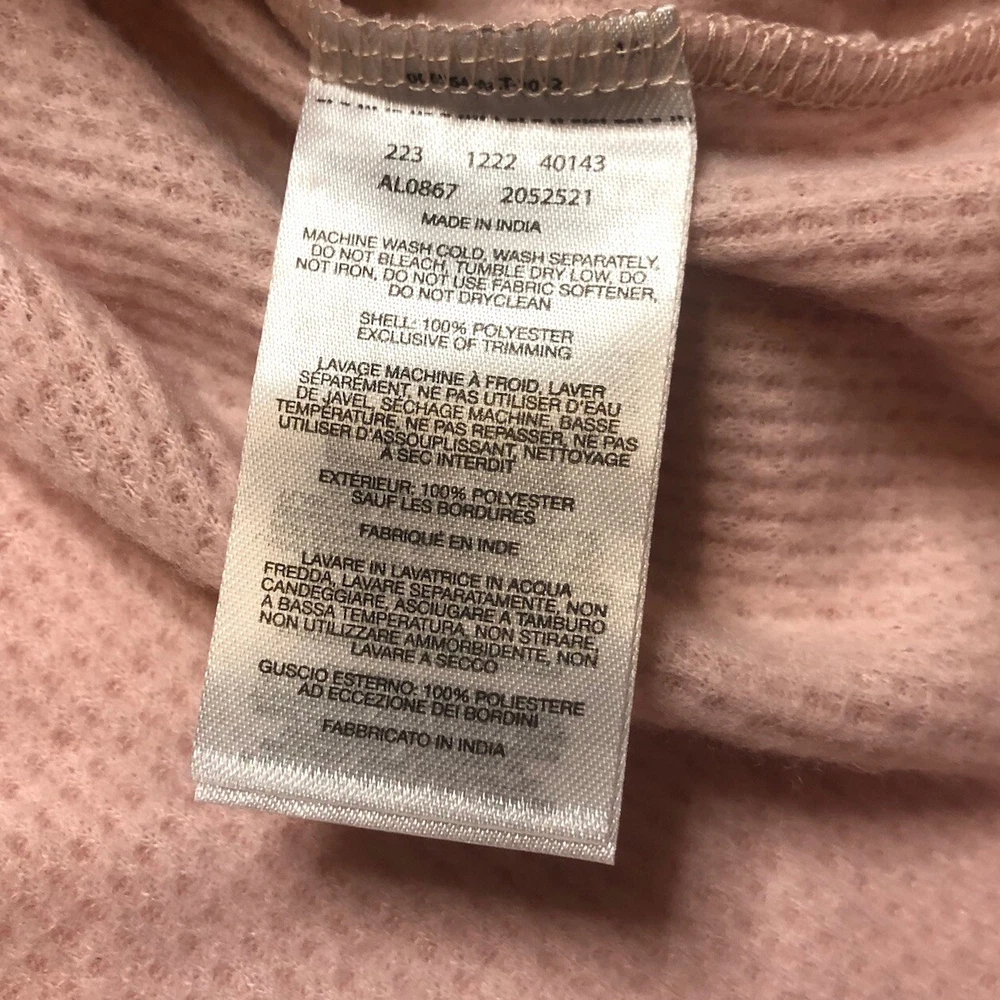 223 1222 40143
AL0867 2052521
MADE IN INDIA
MACHINE WASH COLD, WASH SEPARATELY,
DO NOT BLEACH, TUMBLE DRY LOW, DO
NOT IRON, DO NOT USE FABRIC SOFTENER,
DO NOT DRYCLEAN
SHELL: 100% POLYESTER
EXCLUSIVE OF TRIMMING
LAVAGE MACHINE À FROID, LAVER
SÉPARÉMENT, NE PAS UTILISER D'EAU
DE JAVEL, SÉCHAGE MACHINE, BASSE
TEMPÉRATURE, NE PAS REPASSER, NE PAS
UTILISER D'ASSOUPLISSANT, NETTOYAGE
À SEC INTERDIT
EXTÉRIEUR: 100% POLYESTER
SAUF LES BORDURES
FABRIQUÉ EN INDE
LAVARE IN LAVATRICE IN ACQUA
FREDDA, LAVARE SEPARATAMENTE, NON
CANDEGGIARE, ASCIUGARE A TAMBURO
A BASSA TEMPERATURA, NON STIRARE,
NON UTILIZZARE AMMORBIDENTE, NON
LAVARE A SECCO
GUSCIO ESTERNO: 100% POLIESTERE
AD ECCEZIONE DEI BORDINI
FABBRICATO IN INDIA